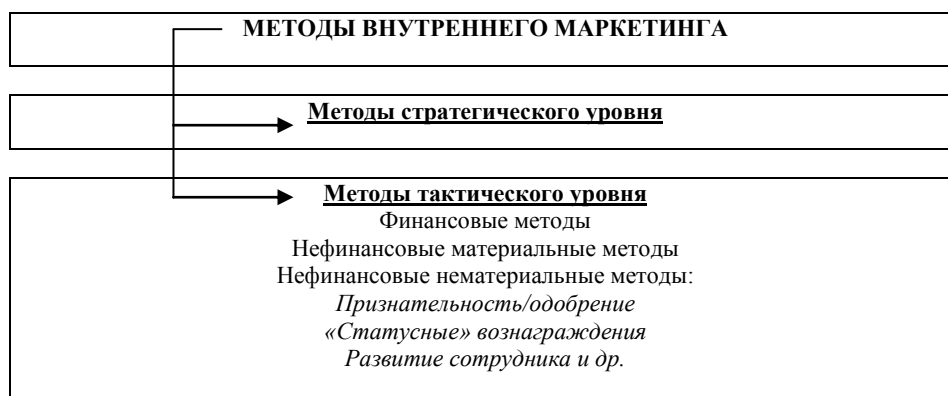 МЕТОДЫ ВНУТРЕННЕГО МАРКЕТИНГА
Методы стратегического уровня
Методы тактического уровня
Финансовые методы
Нефинансовые материальные методы
Нефинансовые нематериальные методы:
Признательность/одобрение
«Статусные» вознаграждения
Развитие сотрудника и др.